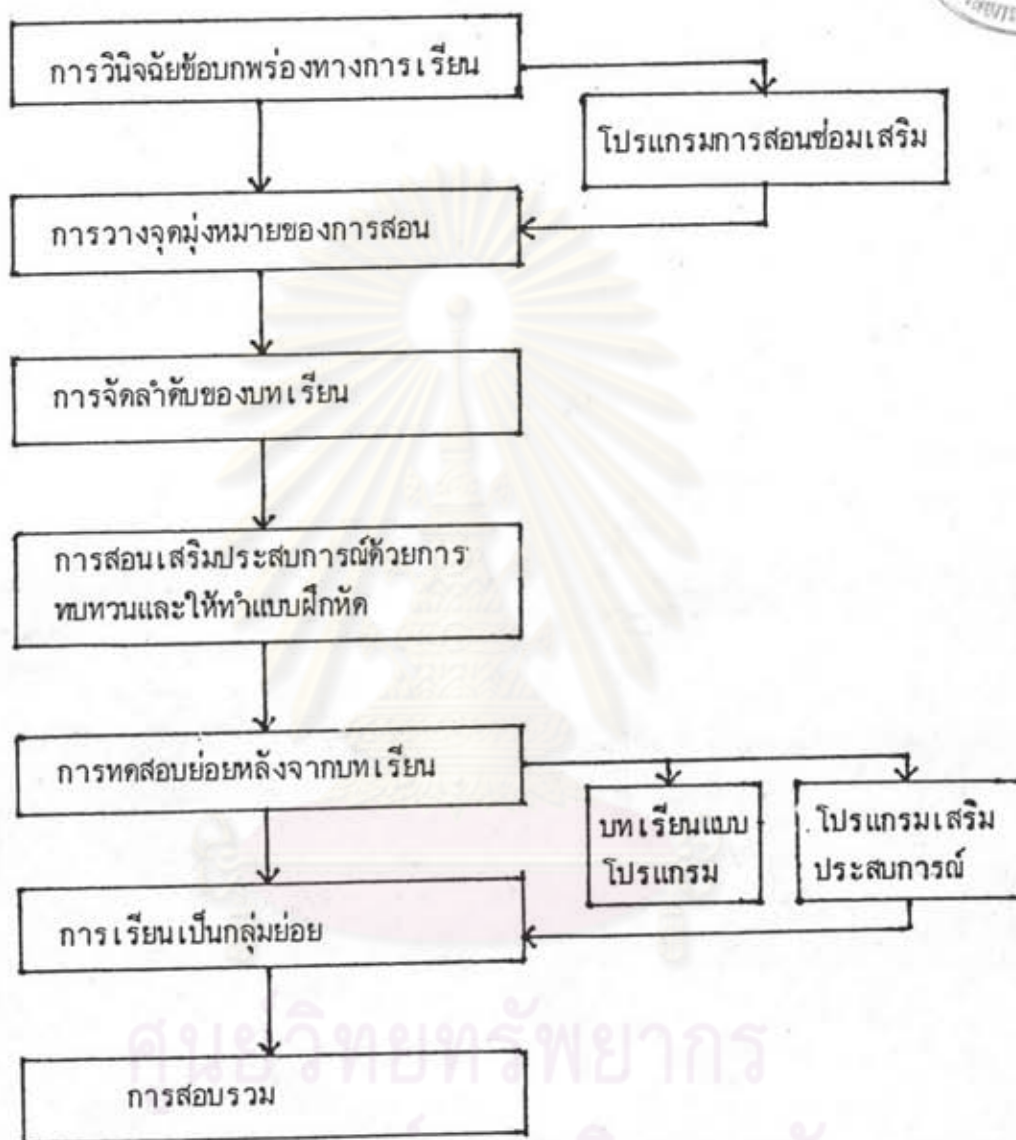 การวินิจฉัยข้อบกพร่องทางการเรียน
โปรแกรมการสอนซ่อมเสริม
การวางจุดมุ่งหมายของการสอน
การจัดลำดับของบทเรียน
การสอนเสริมประสบการณ์ด้วยการ
ทบทวนและให้ทำแบบฝึกหัด
การทดสอบย่อยหลังจากบทเรียน
บทเรียนแบบ
โปรแกรม
โปรแกรมเสริม
ประสบการณ์
การเรียนเป็นกลุ่มย่อย
ศูนย์วิทยทรัพยากร
การสอบรวม